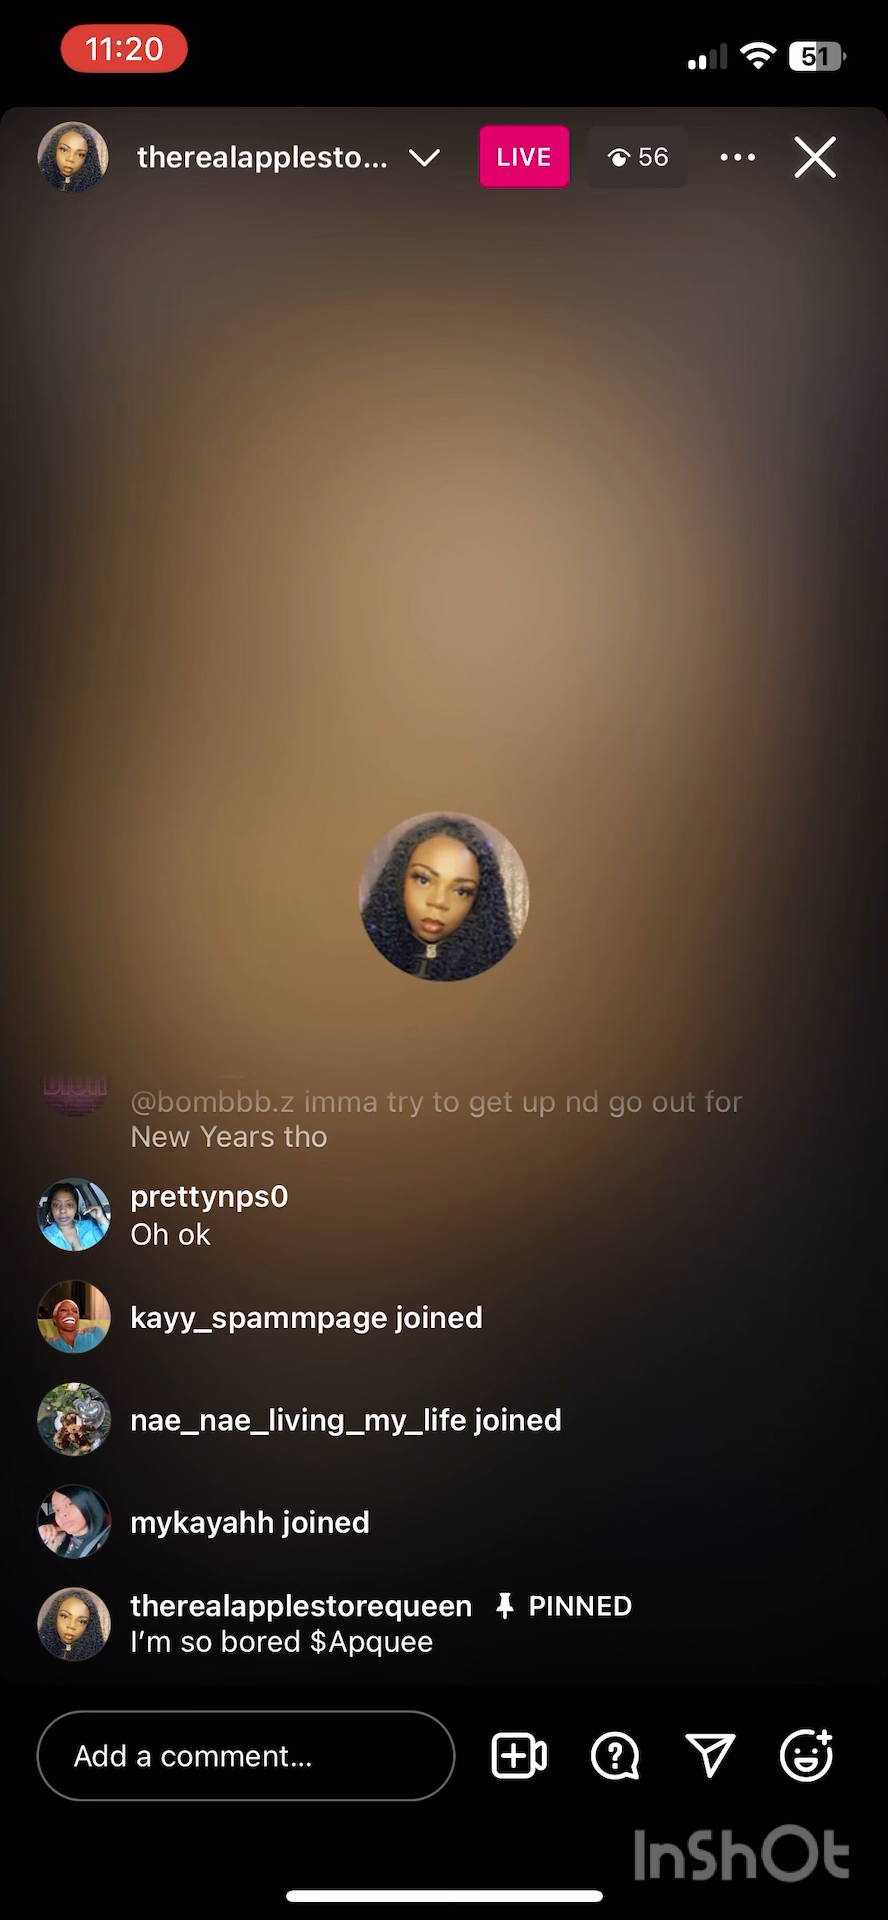 11:20
51
therealapplesto...
LIVE
56
@bombbb.z imma try to get up nd go out for
New Years tho
prettynps0
Oh ok
kayy_spammpage joined
nae_nae_living_my_life joined
mykayahh joined
therealapplestorequeen PINNED
I'm so bored $Apquee
Add a comment...
InShOt